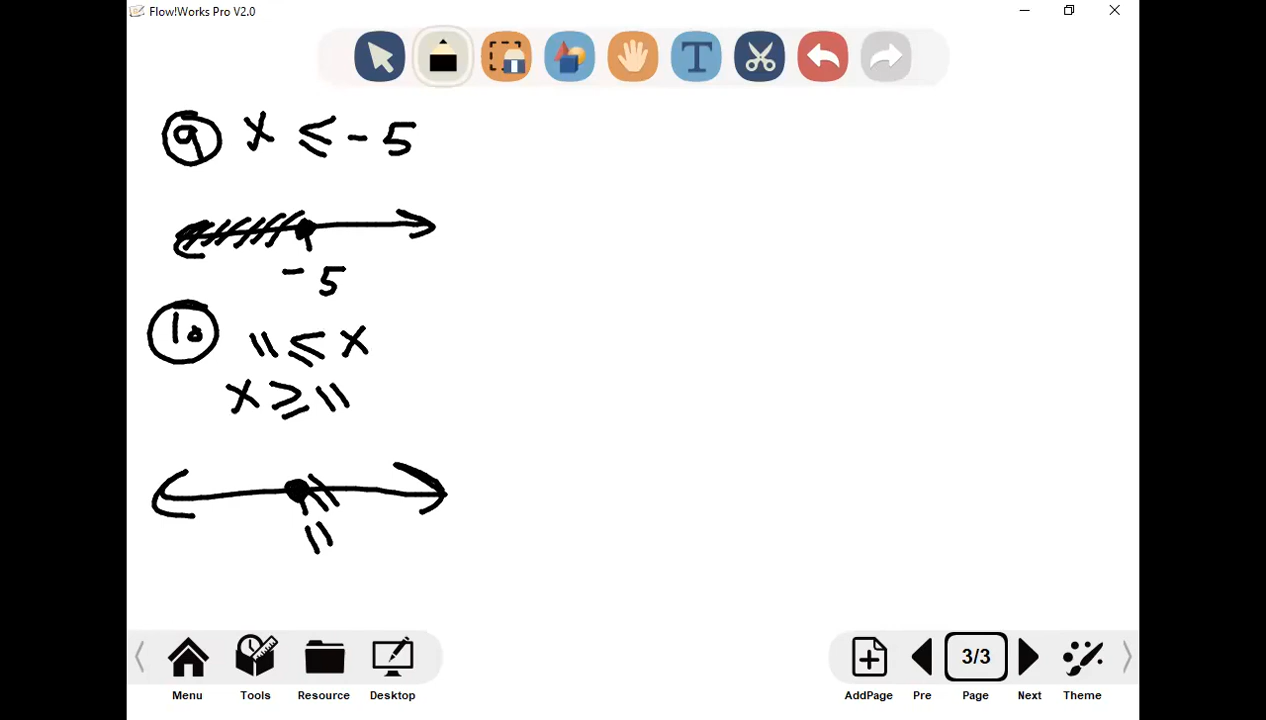 Flow!Works Pro V2.0
T
9 x ≤ - 5
- 5
10 11 ≤ x
x ≥ 11
11
3/3
Menu Tools Resource Desktop AddPage Pre Page Next Theme